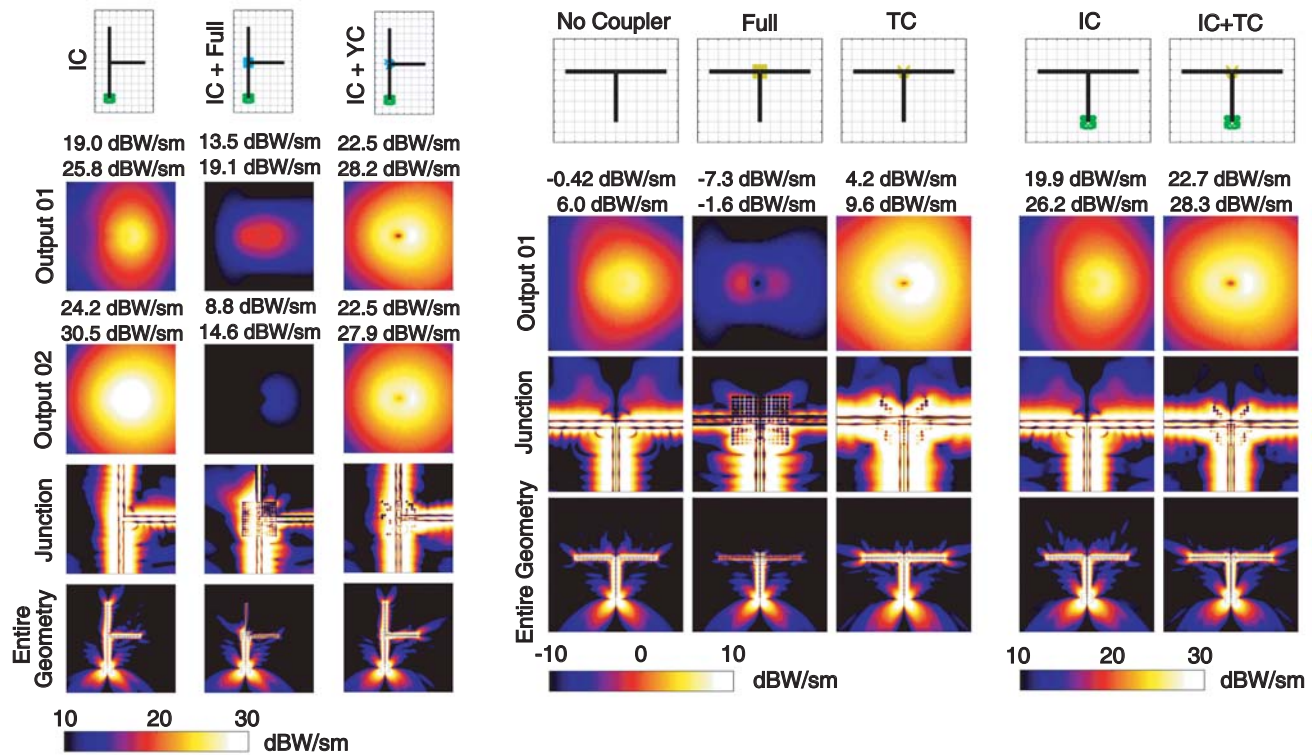 IC
IC + Full
IC + YC
19.0 dBW/sm
13.5 dBW/sm
22.5 dBW/sm
25.8 dBW/sm
19.1 dBW/sm
28.2 dBW/sm
Output 01
24.2 dBW/sm
8.8 dBW/sm
22.5 dBW/sm
30.5 dBW/sm
14.6 dBW/sm
27.9 dBW/sm
Output 02
Junction
Entire
Geometry
10 20 30
dBW/sm
No Coupler
Full
TC
-0.42 dBW/sm
-7.3 dBW/sm
4.2 dBW/sm
6.0 dBW/sm
-1.6 dBW/sm
9.6 dBW/sm
Output 01
Junction
Entire Geometry
-10 0 10
dBW/sm
IC
IC+TC
19.9 dBW/sm
22.7 dBW/sm
26.2 dBW/sm
28.3 dBW/sm
10 20 30
dBW/sm